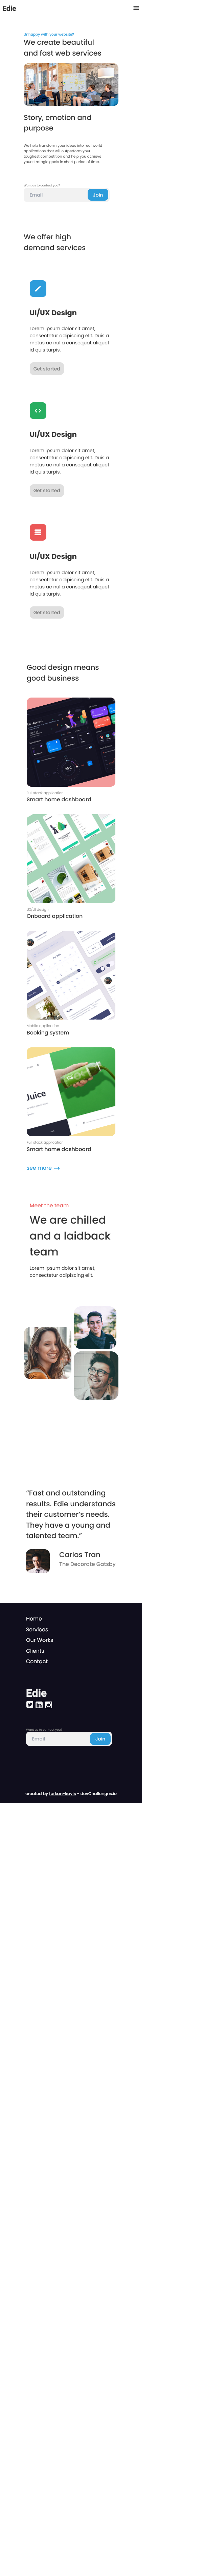 Edie
Unhappy with your website?
We create beautiful
and fast web services
Story, emotion and
purpose
We help transform your ideas into real world
applications that will outperform your
toughest competition and help you achieve
your strategic goals in short period of time.
Want us to contact you?
Email
Join
We offer high
demand services
UI/UX Design
Lorem ipsum dolor sit amet,
consectetur adipiscing elit. Duis a
metus ac nulla consequat aliquet
id quis turpis.
Get started
UI/UX Design
Lorem ipsum dolor sit amet,
consectetur adipiscing elit. Duis a
metus ac nulla consequat aliquet
id quis turpis.
Get started
UI/UX Design
Lorem ipsum dolor sit amet,
consectetur adipiscing elit. Duis a
metus ac nulla consequat aliquet
id quis turpis.
Get started
Good design means
good business
Full stack application
Smart home dashboard
UX/UI design
Onboard application
Mobile application
Booking system
Juice
Full stack application
Smart home dashboard
see more →
Meet the team
We are chilled
and a laidback
team
Lorem ipsum dolor sit amet,
consectetur adipiscing elit.
“Fast and outstanding
results. Edie understands
their customer’s needs.
They have a young and
talented team.”
Carlos Tran
The Decorate Gatsby
Home
Services
Our Works
Clients
Contact
Edie
Want us to contact you?
Email
Join
created by furkan-kayis - devChallenges.io